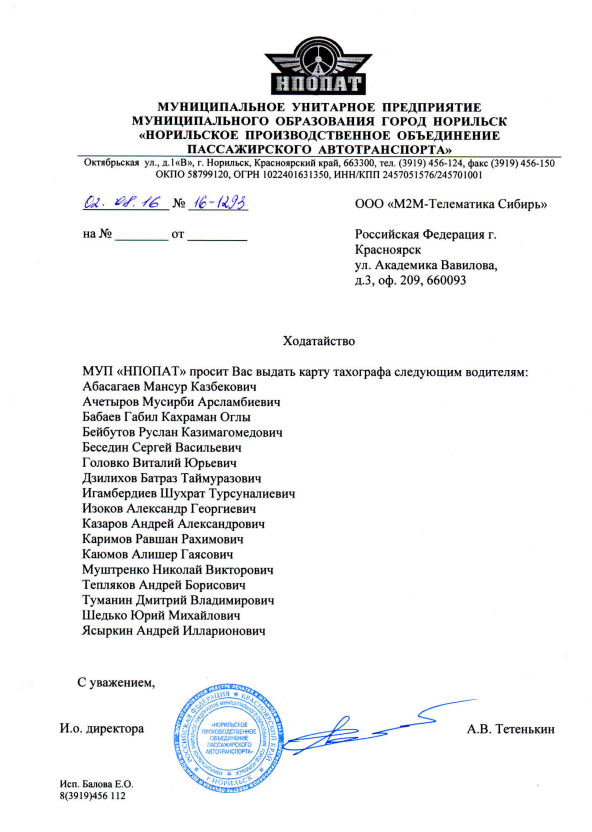 НПОПАТ
МУНИЦИПАЛЬНОЕ УНИТАРНОЕ ПРЕДПРИЯТИЕ
МУНИЦИПАЛЬНОГО ОБРАЗОВАНИЯ ГОРОД НОРИЛЬСК
«НОРИЛЬСКОЕ ПРОИЗВОДСТВЕННОЕ ОБЪЕДИНЕНИЕ
ПАССАЖИРСКОГО АВТОТРАНСПОРТА»
Октябрьская ул., д.1«В», г. Норильск, Красноярский край, 663300, тел. (3919) 456-124, факс (3919) 456-150
ОКПО 58799120, ОГРН 1022401631350, ИНН/КПП 2457051576/245701001
02. 08. 16 № 16-1293
ООО «М2М-Телематика Сибирь»
на № _________ от __________
Российская Федерация г.
Красноярск
ул. Академика Вавилова,
д.3, оф. 209, 660093
Ходатайство
МУП «НПОПАТ» просит Вас выдать карту тахографа следующим водителям:
Абасагаев Мансур Казбекович
Ачетыров Мусирби Арсламбиевич
Бабаев Габил Кахраман Оглы
Бейбутов Руслан Казимагомедович
Беседин Сергей Васильевич
Головко Виталий Юрьевич
Дзилихов Батраз Таймуразович
Игамбердиев Шухрат Турсуналиевич
Изоков Александр Георгиевич
Казаров Андрей Александрович
Каримов Равшан Рахимович
Каюмов Алишер Гаясович
Муштренко Николай Викторович
Тепляков Андрей Борисович
Туманин Дмитрий Владимирович
Шедько Юрий Михайлович
Ясыркин Андрей Илларионович
С уважением,
РОССИЙСКАЯ ФЕДЕРАЦИЯ КРАСНОЯРСКИЙ КРАЙ
г.НОРИЛЬСК
«НОРИЛЬСКОЕ
ПРОИЗВОДСТВЕННОЕ
ОБЪЕДИНЕНИЕ
ПАССАЖИРСКОГО
АВТОТРАНСПОРТА»
И.о. директора
А.В. Тетенькин
Исп. Балова Е.О.
8(3919)456 112